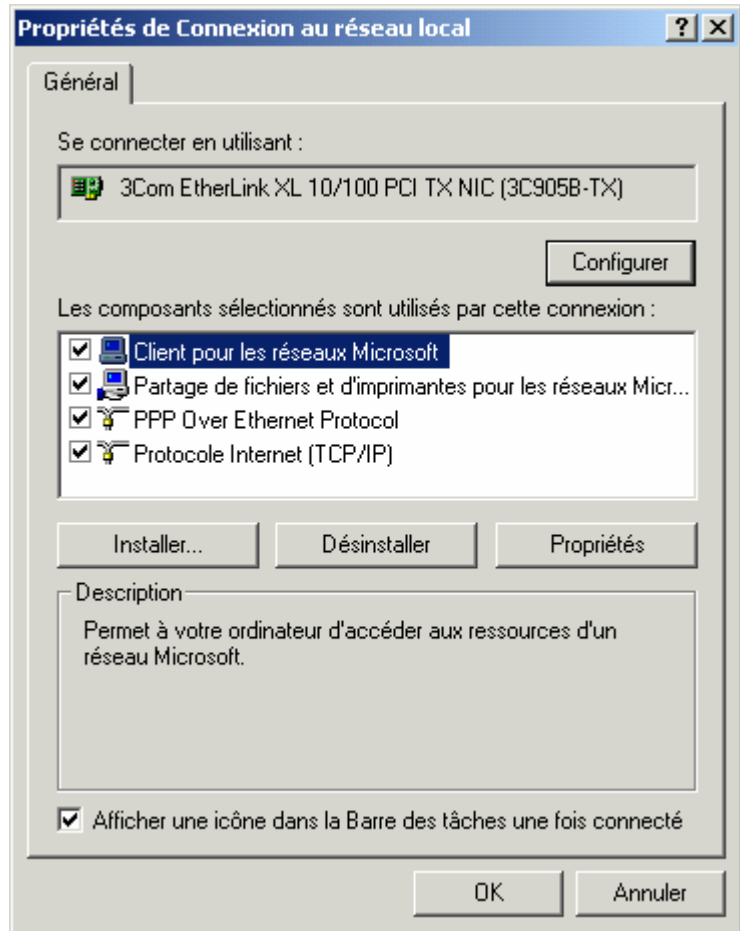 Propriétés de Connexion au réseau local
Général
Se connecter en utilisant :
3Com EtherLink XL 10/100 PCI TX NIC (3C905B-TX)
Configurer
Les composants sélectionnés sont utilisés par cette connexion :
Client pour les réseaux Microsoft
Partage de fichiers et d'imprimantes pour les réseaux Micr...
PPP Over Ethernet Protocol
Protocole Internet (TCP/IP)
Installer... Désinstaller Propriétés
Description
Permet à votre ordinateur d'accéder aux ressources d'un
réseau Microsoft.
Afficher une icône dans la Barre des tâches une fois connecté
OK Annuler